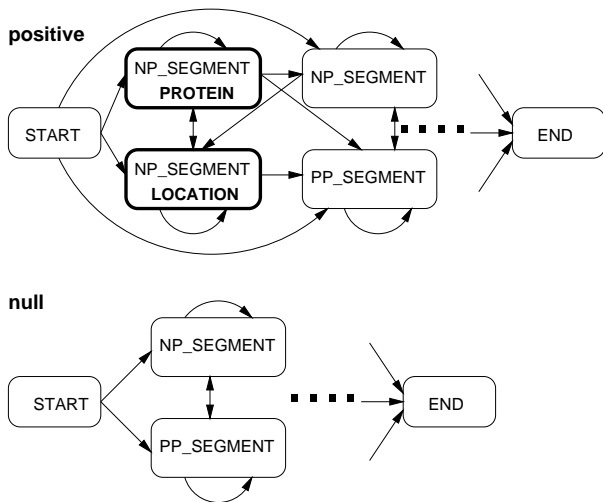 positive
NP_SEGMENT
PROTEIN
NP_SEGMENT
START
END
NP_SEGMENT
LOCATION
PP_SEGMENT
null
NP_SEGMENT
START
END
PP_SEGMENT